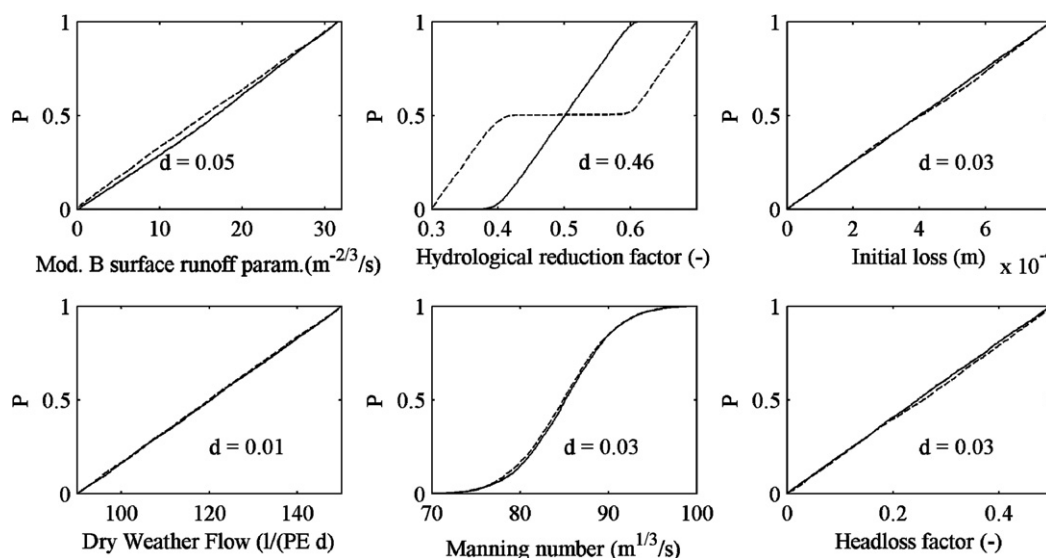 1
P
0.5
d = 0.05
0
0 10 20 30
Mod. B surface runoff param.(m-2/3/s)
1
P
0.5
d = 0.46
0
0.3 0.4 0.5 0.6
Hydrological reduction factor (-)
1
P
0.5
d = 0.03
0
0 2 4 6
Initial loss (m)
1
P
0.5
d = 0.01
0
100 120 140
Dry Weather Flow (l/(PE d)
1
P
0.5
d = 0.03
0
70 80 90 100
Manning number (m1/3/s)
1
P
0.5
d = 0.03
0
0 0.2 0.4
Headloss factor (-)